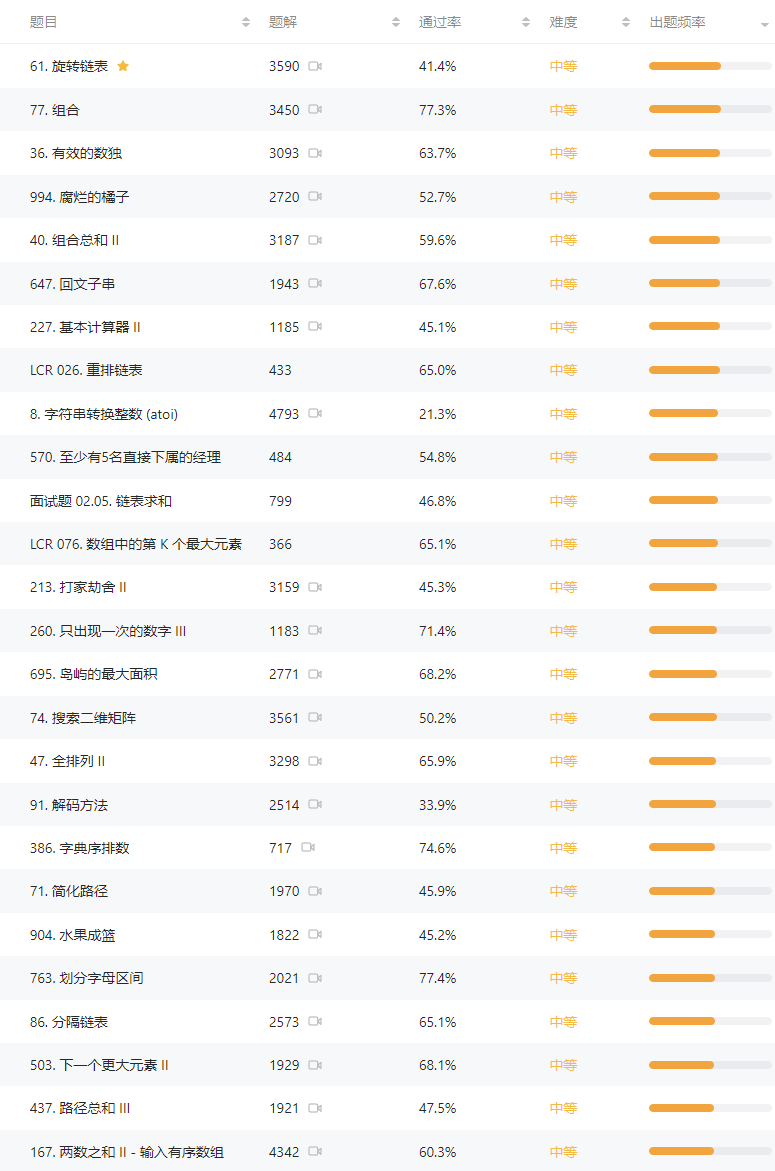 题目 题解 通过率 难度 出题频率
61. 旋转链表 3590 41.4% 中等
77. 组合 3450 77.3% 中等
36. 有效的数独 3093 63.7% 中等
994. 腐烂的橘子 2720 52.7% 中等
40. 组合总和 II 3187 59.6% 中等
647. 回文子串 1943 67.6% 中等
227. 基本计算器 II 1185 45.1% 中等
LCR 026. 重排链表 433 65.0% 中等
8. 字符串转换整数 (atoi) 4793 21.3% 中等
570. 至少有5名直接下属的经理 484 54.8% 中等
面试题 02.05. 链表求和 799 46.8% 中等
LCR 076. 数组中的第 K 个最大元素 366 65.1% 中等
213. 打家劫舍 II 3159 45.3% 中等
260. 只出现一次的数字 III 1183 71.4% 中等
695. 岛屿的最大面积 2771 68.2% 中等
74. 搜索二维矩阵 3561 50.2% 中等
47. 全排列 II 3298 65.9% 中等
91. 解码方法 2514 33.9% 中等
386. 字典序排数 717 74.6% 中等
71. 简化路径 1970 45.9% 中等
904. 水果成篮 1822 45.2% 中等
763. 划分字母区间 2021 77.4% 中等
86. 分隔链表 2573 65.1% 中等
503. 下一个更大元素 II 1929 68.1% 中等
437. 路径总和 III 1921 47.5% 中等
167. 两数之和 II - 输入有序数组 4342 60.3% 中等